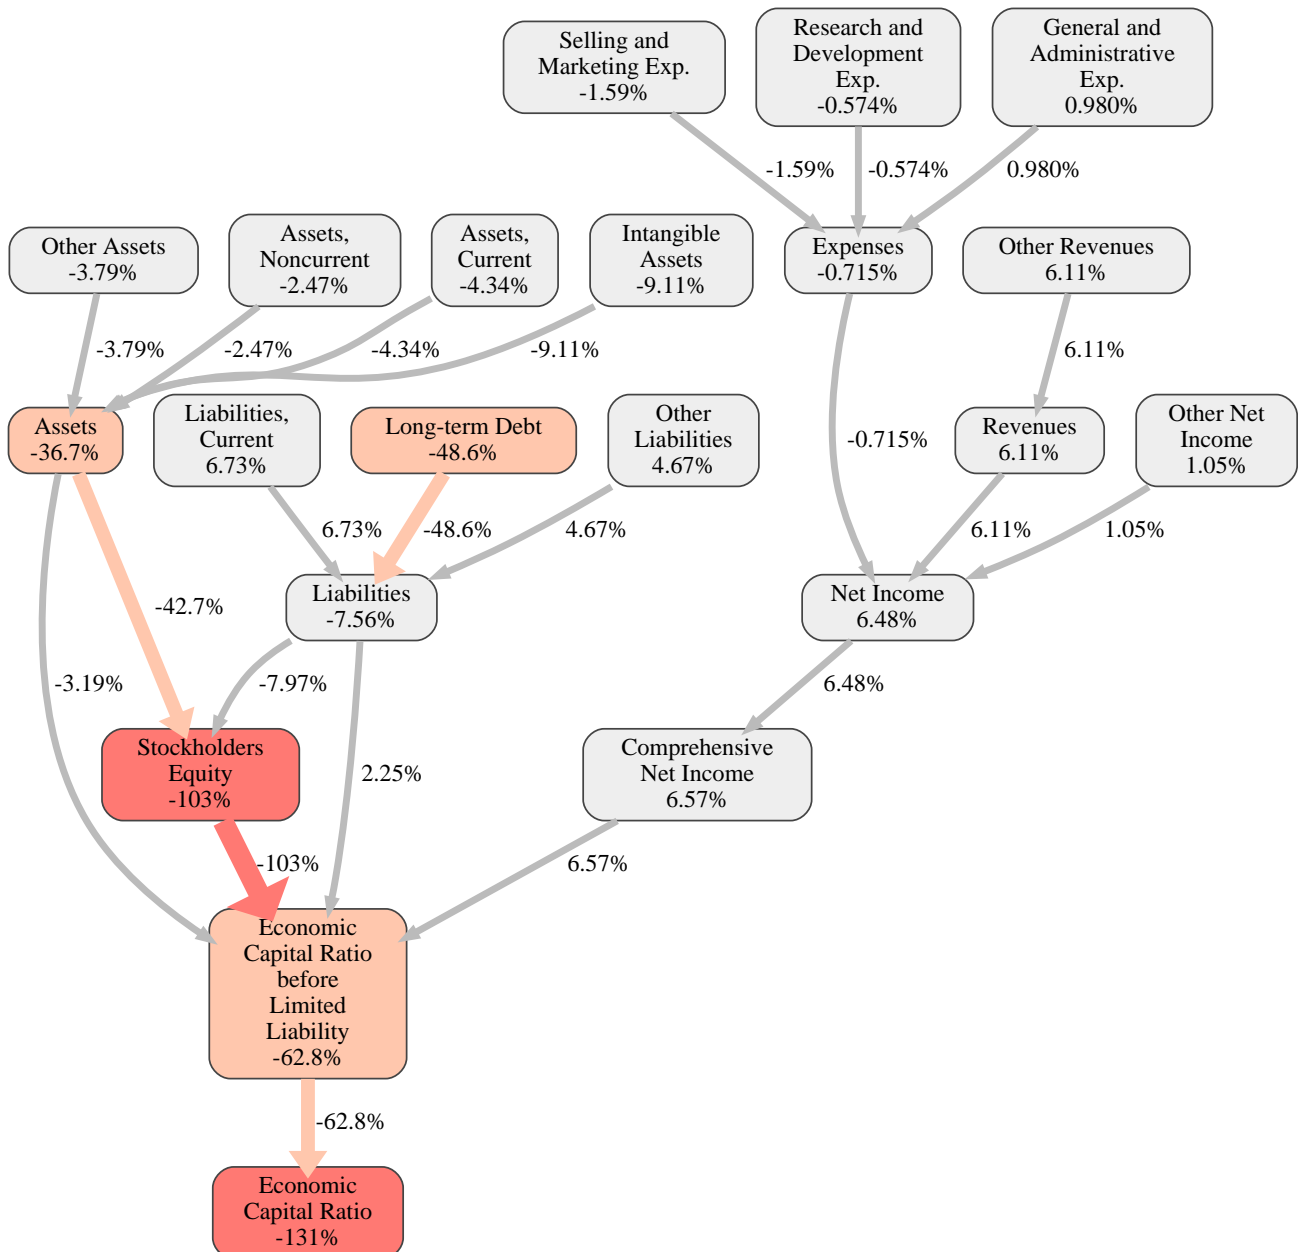 Selling and
Marketing Exp.
-1.59%
Research and
Development
Exp.
-0.574%
General and
Administrative
Exp.
0.980%
-1.59%
-0.574%
0.980%
Other Assets
-3.79%
Assets,
Noncurrent
-2.47%
Assets,
Current
-4.34%
Intangible
Assets
-9.11%
Expenses
-0.715%
Other Revenues
6.11%
-3.79%
-2.47%
-4.34%
-9.11%
6.11%
Assets
-36.7%
Liabilities,
Current
6.73%
Long-term Debt
-48.6%
Other
Liabilities
4.67%
-0.715%
Revenues
6.11%
Other Net
Income
1.05%
6.73%
-48.6%
4.67%
6.11%
1.05%
-42.7%
Liabilities
-7.56%
Net Income
6.48%
-3.19%
-7.97%
6.48%
Stockholders
Equity
-103%
2.25%
Comprehensive
Net Income
6.57%
-103%
6.57%
Economic
Capital Ratio
before
Limited
Liability
-62.8%
-62.8%
Economic
Capital Ratio
-131%